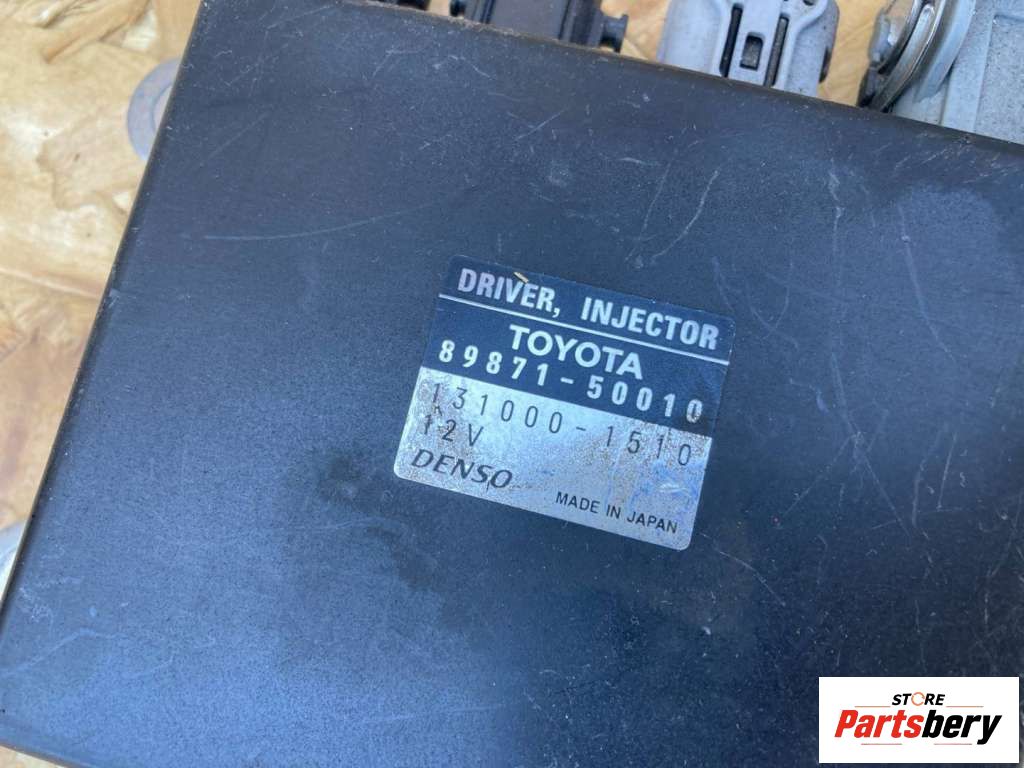 DRIVER, INJECTOR
TOYOTA
89871-50010
131000-1510
12V
DENSO
MADE IN JAPAN
STORE
Partsbery